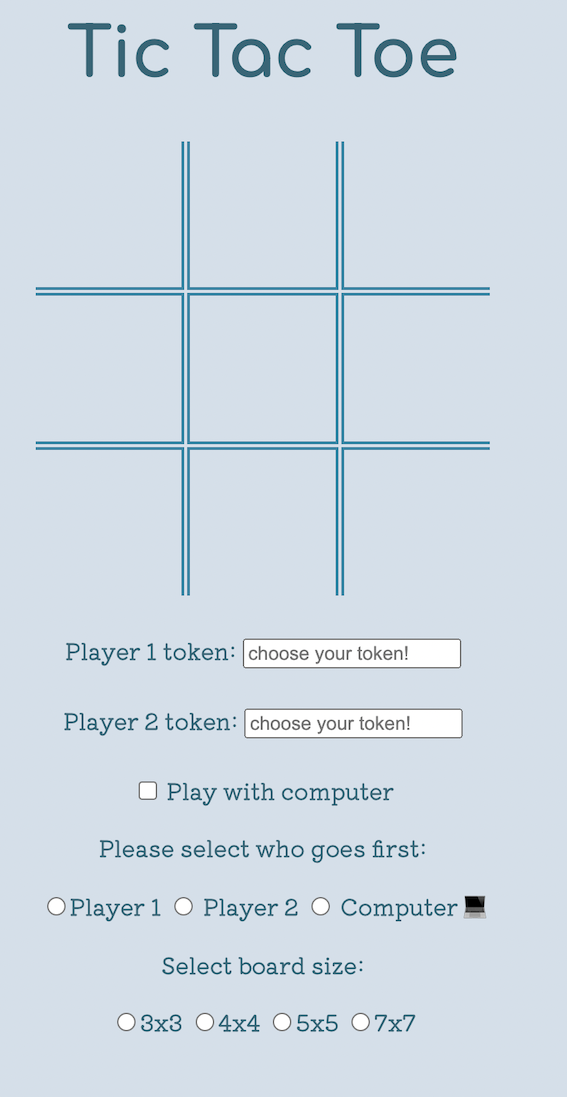 Tic Tac Toe
Player 1 token: choose your token!
Player 2 token: choose your token!
Play with computer
Please select who goes first:
Player 1 Player 2 Computer
Select board size:
3x3 4x4 5x5 7x7